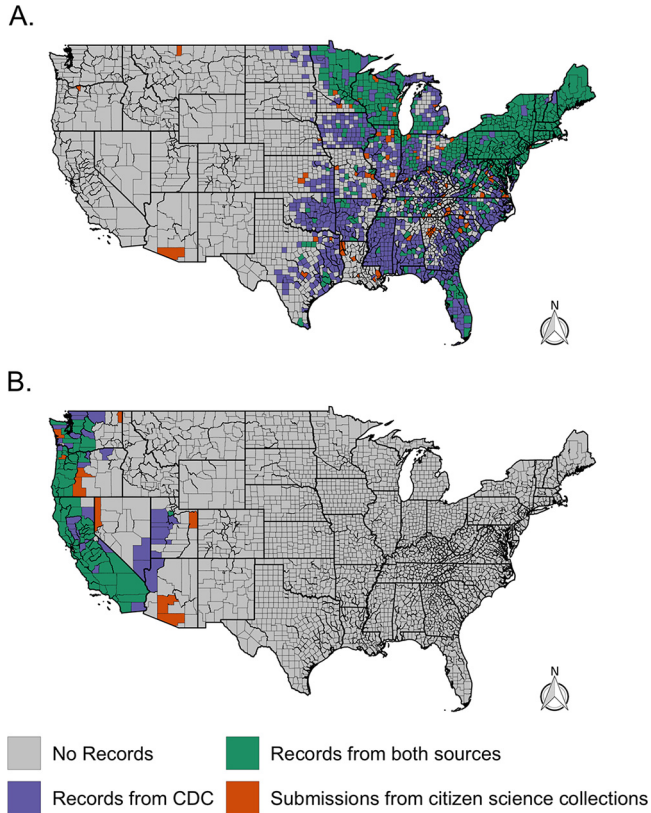 A.
N
B.
N
No Records
Records from both sources
Records from CDC
Submissions from citizen science collections